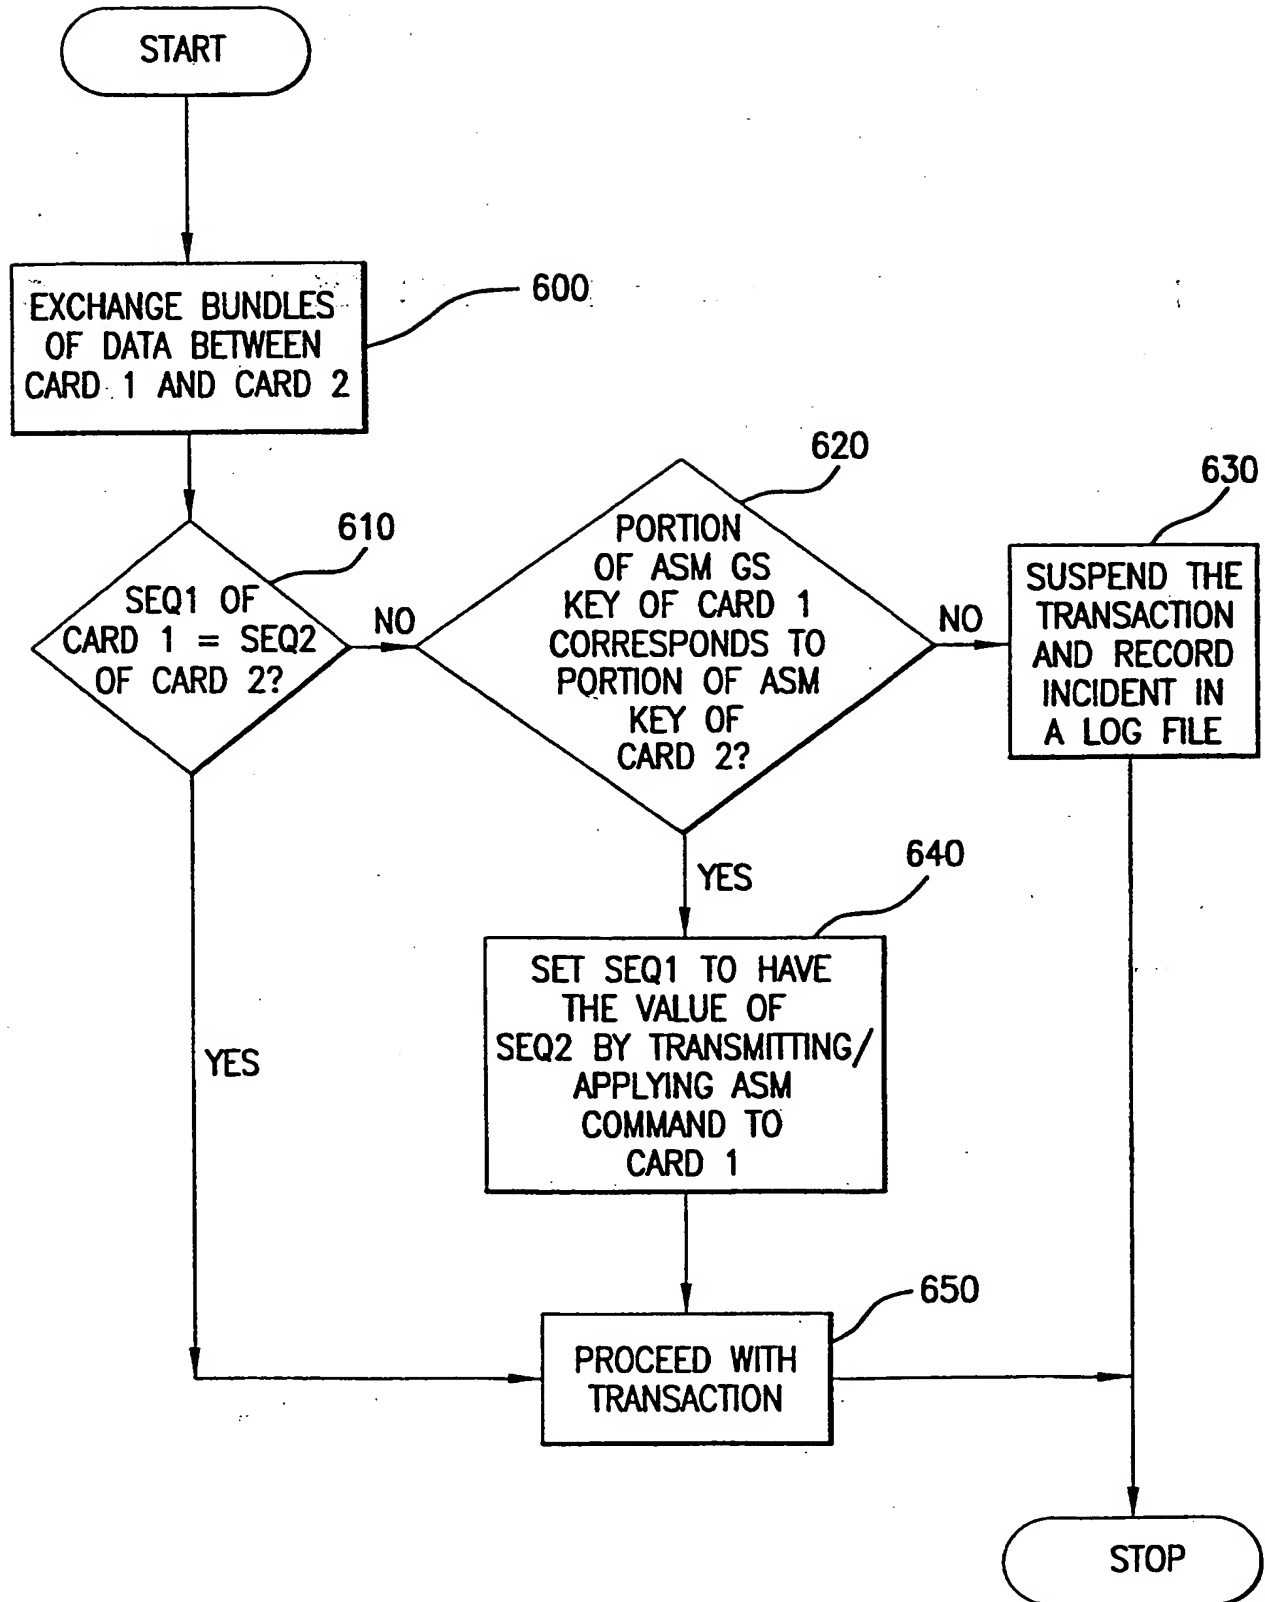 START
EXCHANGE BUNDLES
OF DATA BETWEEN
CARD 1 AND CARD 2
600
610
SEQ1 OF
CARD 1 = SEQ2
OF CARD 2?
NO
YES
620
PORTION
OF ASM GS
KEY OF CARD 1
CORRESPONDS TO
PORTION OF ASM
KEY OF
CARD 2?
NO
YES
630
SUSPEND THE
TRANSACTION
AND RECORD
INCIDENT IN
A LOG FILE
640
SET SEQ1 TO HAVE
THE VALUE OF
SEQ2 BY TRANSMITTING/
APPLYING ASM
COMMAND TO
CARD 1
650
PROCEED WITH
TRANSACTION
STOP